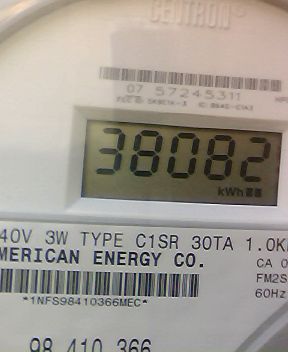 CENTRON®
07 57245311
38082
kWh
40V 3W TYPE C1SR 30TA 1.0K
MERICAN ENERGY CO.
CA 0
FM2S
60Hz
*1NFS98410366MEC*
98 410 366